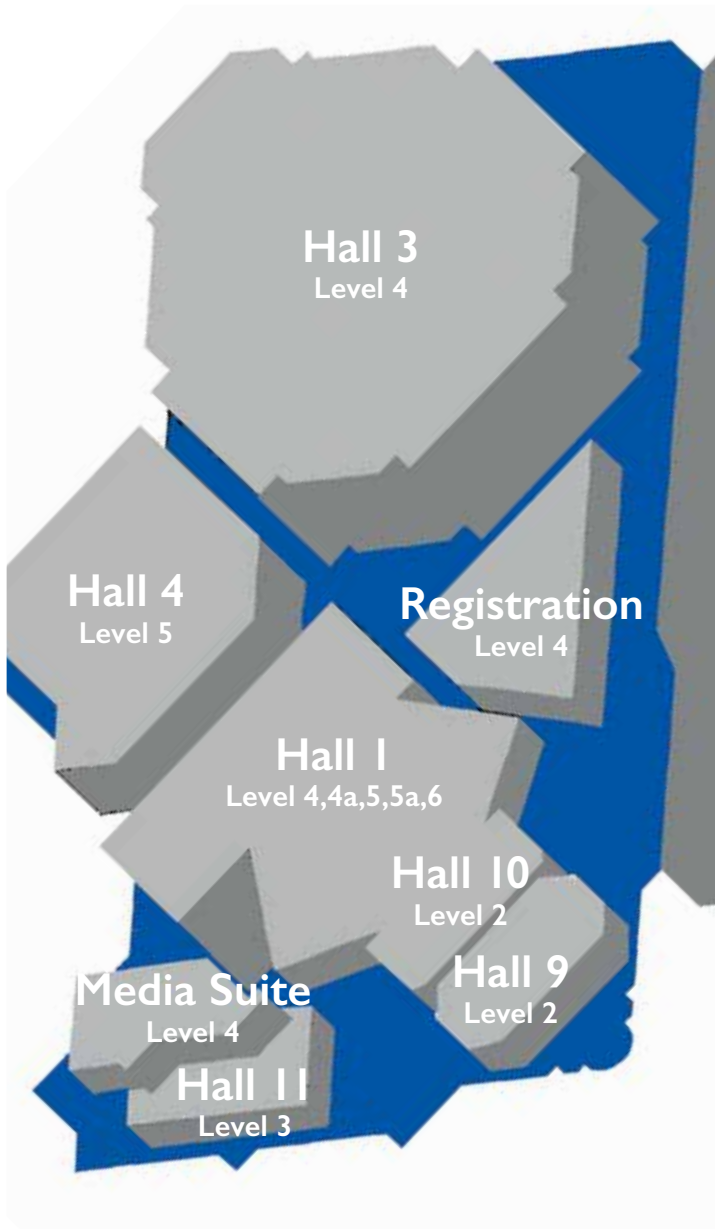 Hall 3
Level 4
Hall 4
Level 5
Registration
Level 4
Hall 1
Level 4,4a,5,5a,6
Hall 10
Level 2
Hall 9
Level 2
Media Suite
Level 4
Hall 11
Level 3